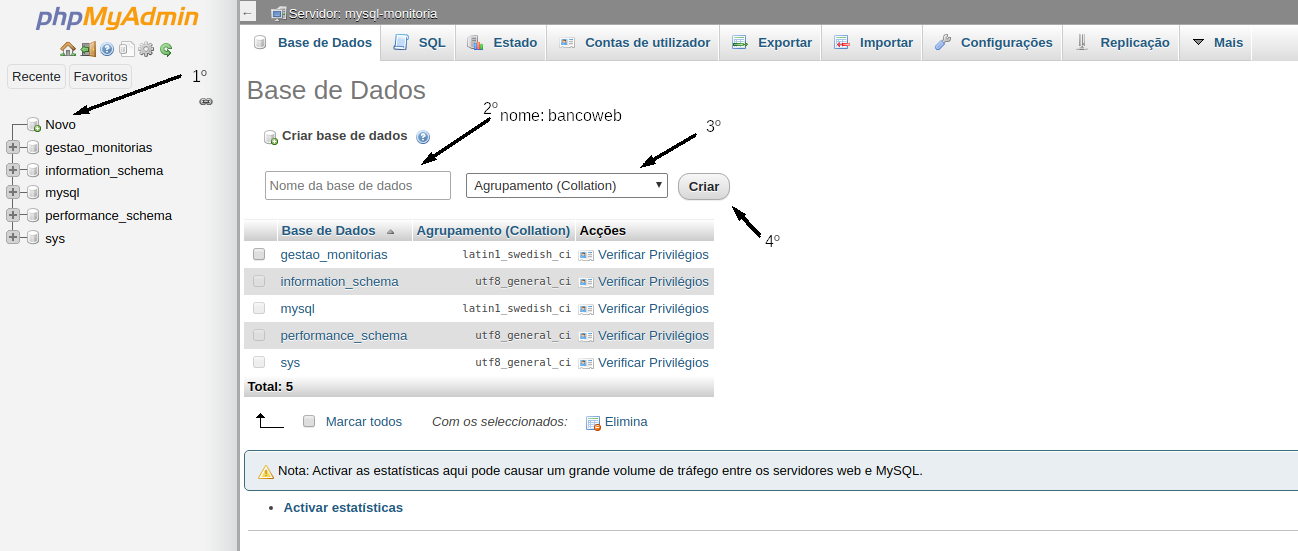 phpMyAdmin
Recente Favoritos
1º
Novo
gestao_monitorias
information_schema
mysql
performance_schema
sys
Servidor: mysql-monitoria
Base de Dados SQL Estado Contas de utilizador Exportar Importar Configurações Replicação Mais
Base de Dados
2º nome: bancoweb
3º
Criar base de dados
Nome da base de dados Agrupamento (Collation) Criar
4º
Base de Dados Agrupamento (Collation) Acções
gestao_monitorias latin1_swedish_ci Verificar Privilégios
information_schema utf8_general_ci Verificar Privilégios
mysql latin1_swedish_ci Verificar Privilégios
performance_schema utf8_general_ci Verificar Privilégios
sys utf8_general_ci Verificar Privilégios
Total: 5
Marcar todos Com os seleccionados: Elimina
Nota: Activar as estatísticas aqui pode causar um grande volume de tráfego entre os servidores web e MySQL.
Activar estatísticas